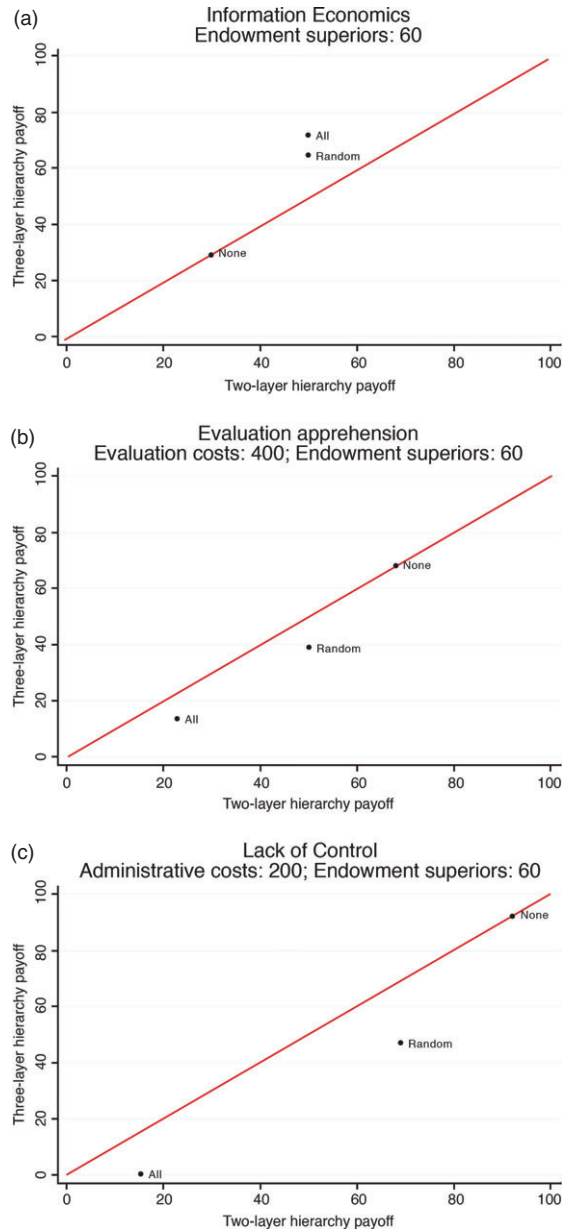 (a)
Information Economics
Endowment superiors: 60
Three-layer hierarchy payoff
100
80
60
40
20
0
All
Random
None
0 20 40 60 80 100
Two-layer hierarchy payoff
(b)
Evaluation apprehension
Evaluation costs: 400; Endowment superiors: 60
Three-layer hierarchy payoff
100
80
60
40
20
0
None
Random
All
0 20 40 60 80 100
Two-layer hierarchy payoff
(c)
Lack of Control
Administrative costs: 200; Endowment superiors: 60
Three-layer hierarchy payoff
100
80
60
40
20
0
None
Random
All
0 20 40 60 80 100
Two-layer hierarchy payoff